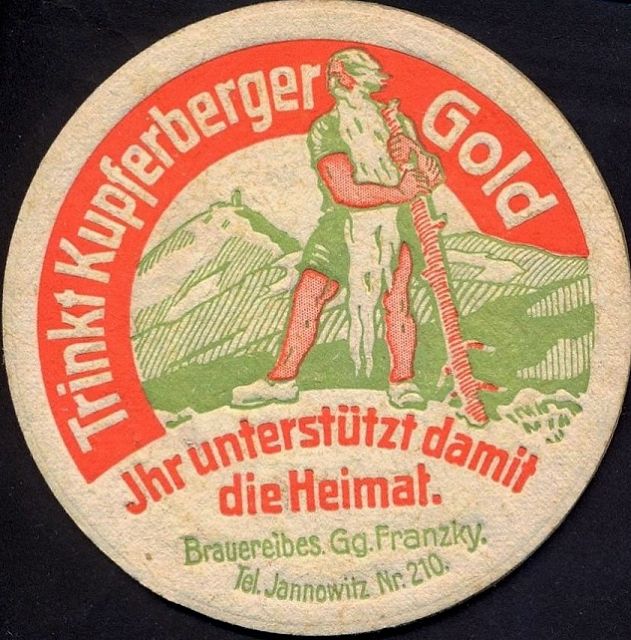 Trinkt Kupferberger Gold
Jhr unterstützt damit
die Heimat.
Brauereibes. Gg. Franzky.
Tel. Jannowitz Nr. 210.